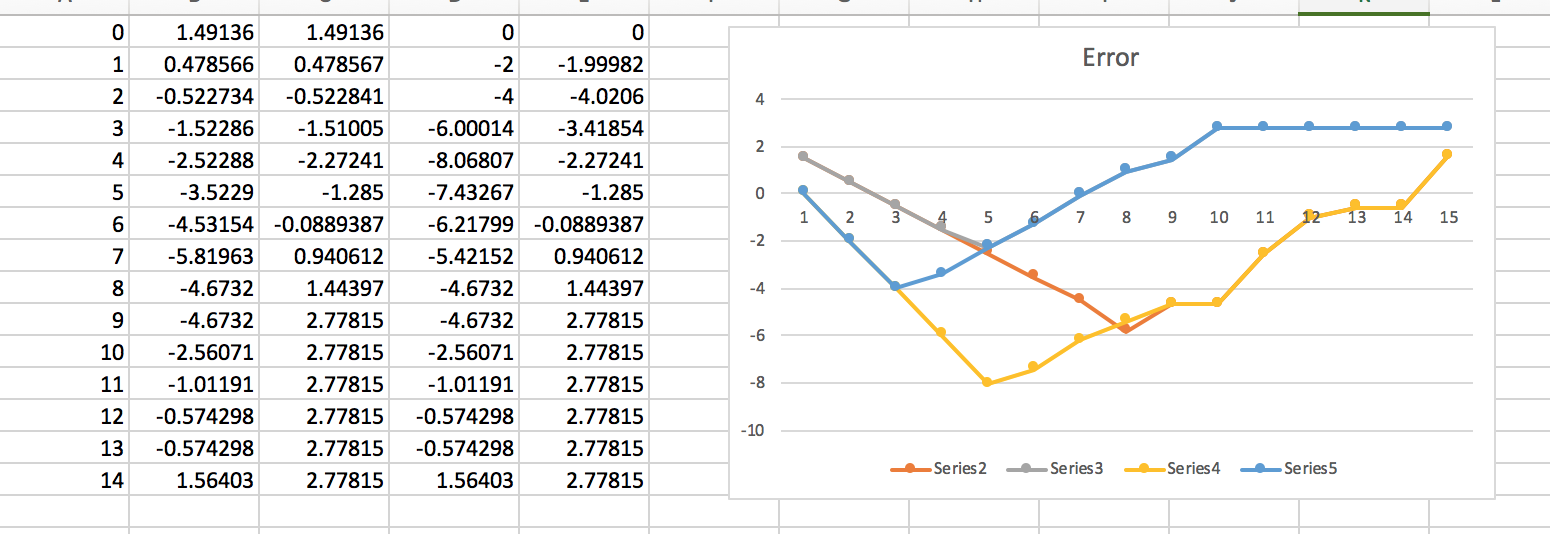 0 1.49136 1.49136 0 0
1 0.478566 0.478567 -2 -1.99982
2 -0.522734 -0.522841 -4 -4.0206
3 -1.52286 -1.51005 -6.00014 -3.41854
4 -2.52288 -2.27241 -8.06807 -2.27241
5 -3.5229 -1.285 -7.43267 -1.285
6 -4.53154 -0.0889387 -6.21799 -0.0889387
7 -5.81963 0.940612 -5.42152 0.940612
8 -4.6732 1.44397 -4.6732 1.44397
9 -4.6732 2.77815 -4.6732 2.77815
10 -2.56071 2.77815 -2.56071 2.77815
11 -1.01191 2.77815 -1.01191 2.77815
12 -0.574298 2.77815 -0.574298 2.77815
13 -0.574298 2.77815 -0.574298 2.77815
14 1.56403 2.77815 1.56403 2.77815
Error
4
2
0
1 2 3 4 5 6 7 8 9 10 11 12 13 14 15
-2
-4
-6
-8
-10
Series2 Series3 Series4 Series5